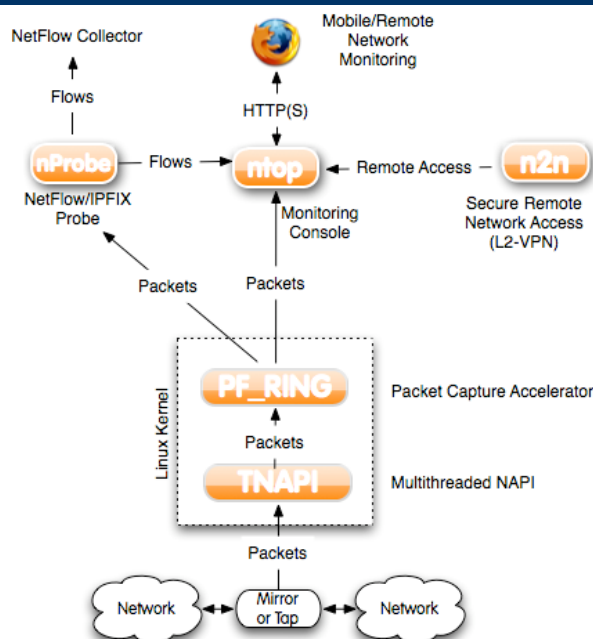 NetFlow Collector
Mobile/Remote
Network
Monitoring
Flows
HTTP(S)
nProbe
Flows
ntop
Remote Access
n2n
NetFlow/IPFIX
Probe
Monitoring
Console
Secure Remote
Network Access
(L2-VPN)
Packets
Packets
Linux Kernel
PF_RING
Packet Capture Accelerator
Packets
TNAPI
Multithreaded NAPI
Packets
Network
Mirror
or Tap
Network